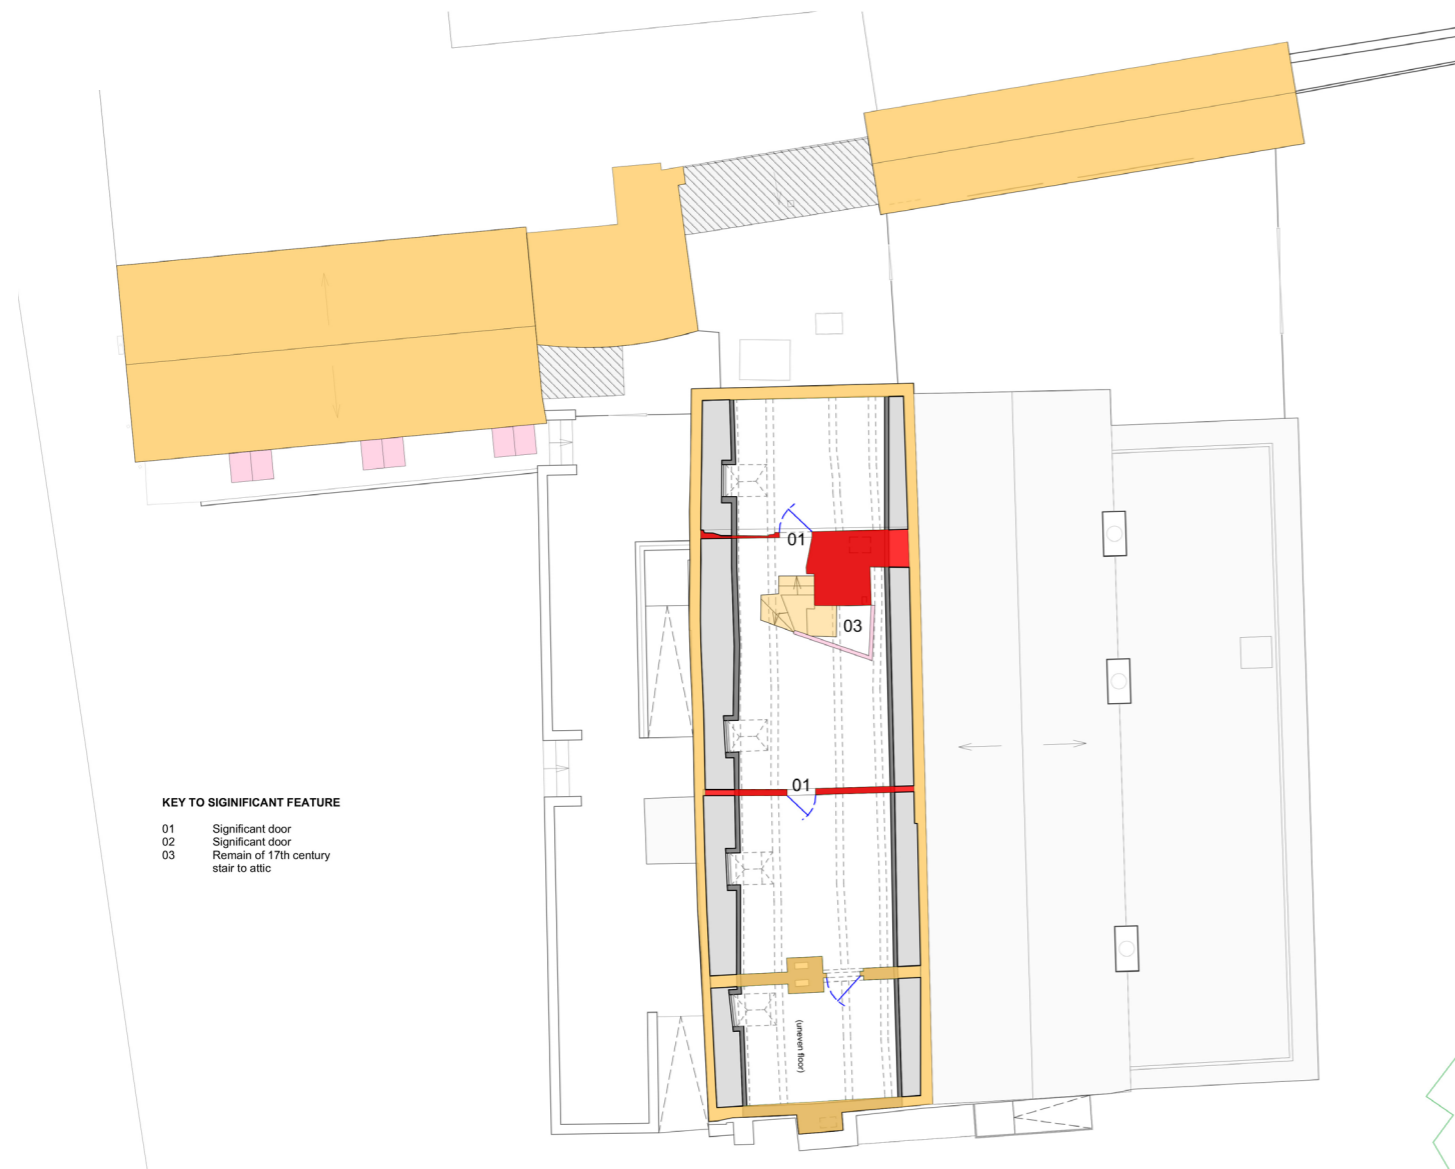 01
03
01
KEY TO SIGINIFICANT FEATURE
01 Significant door
02 Significant door
03 Remain of 17th century
stair to attic
(uneven floor)